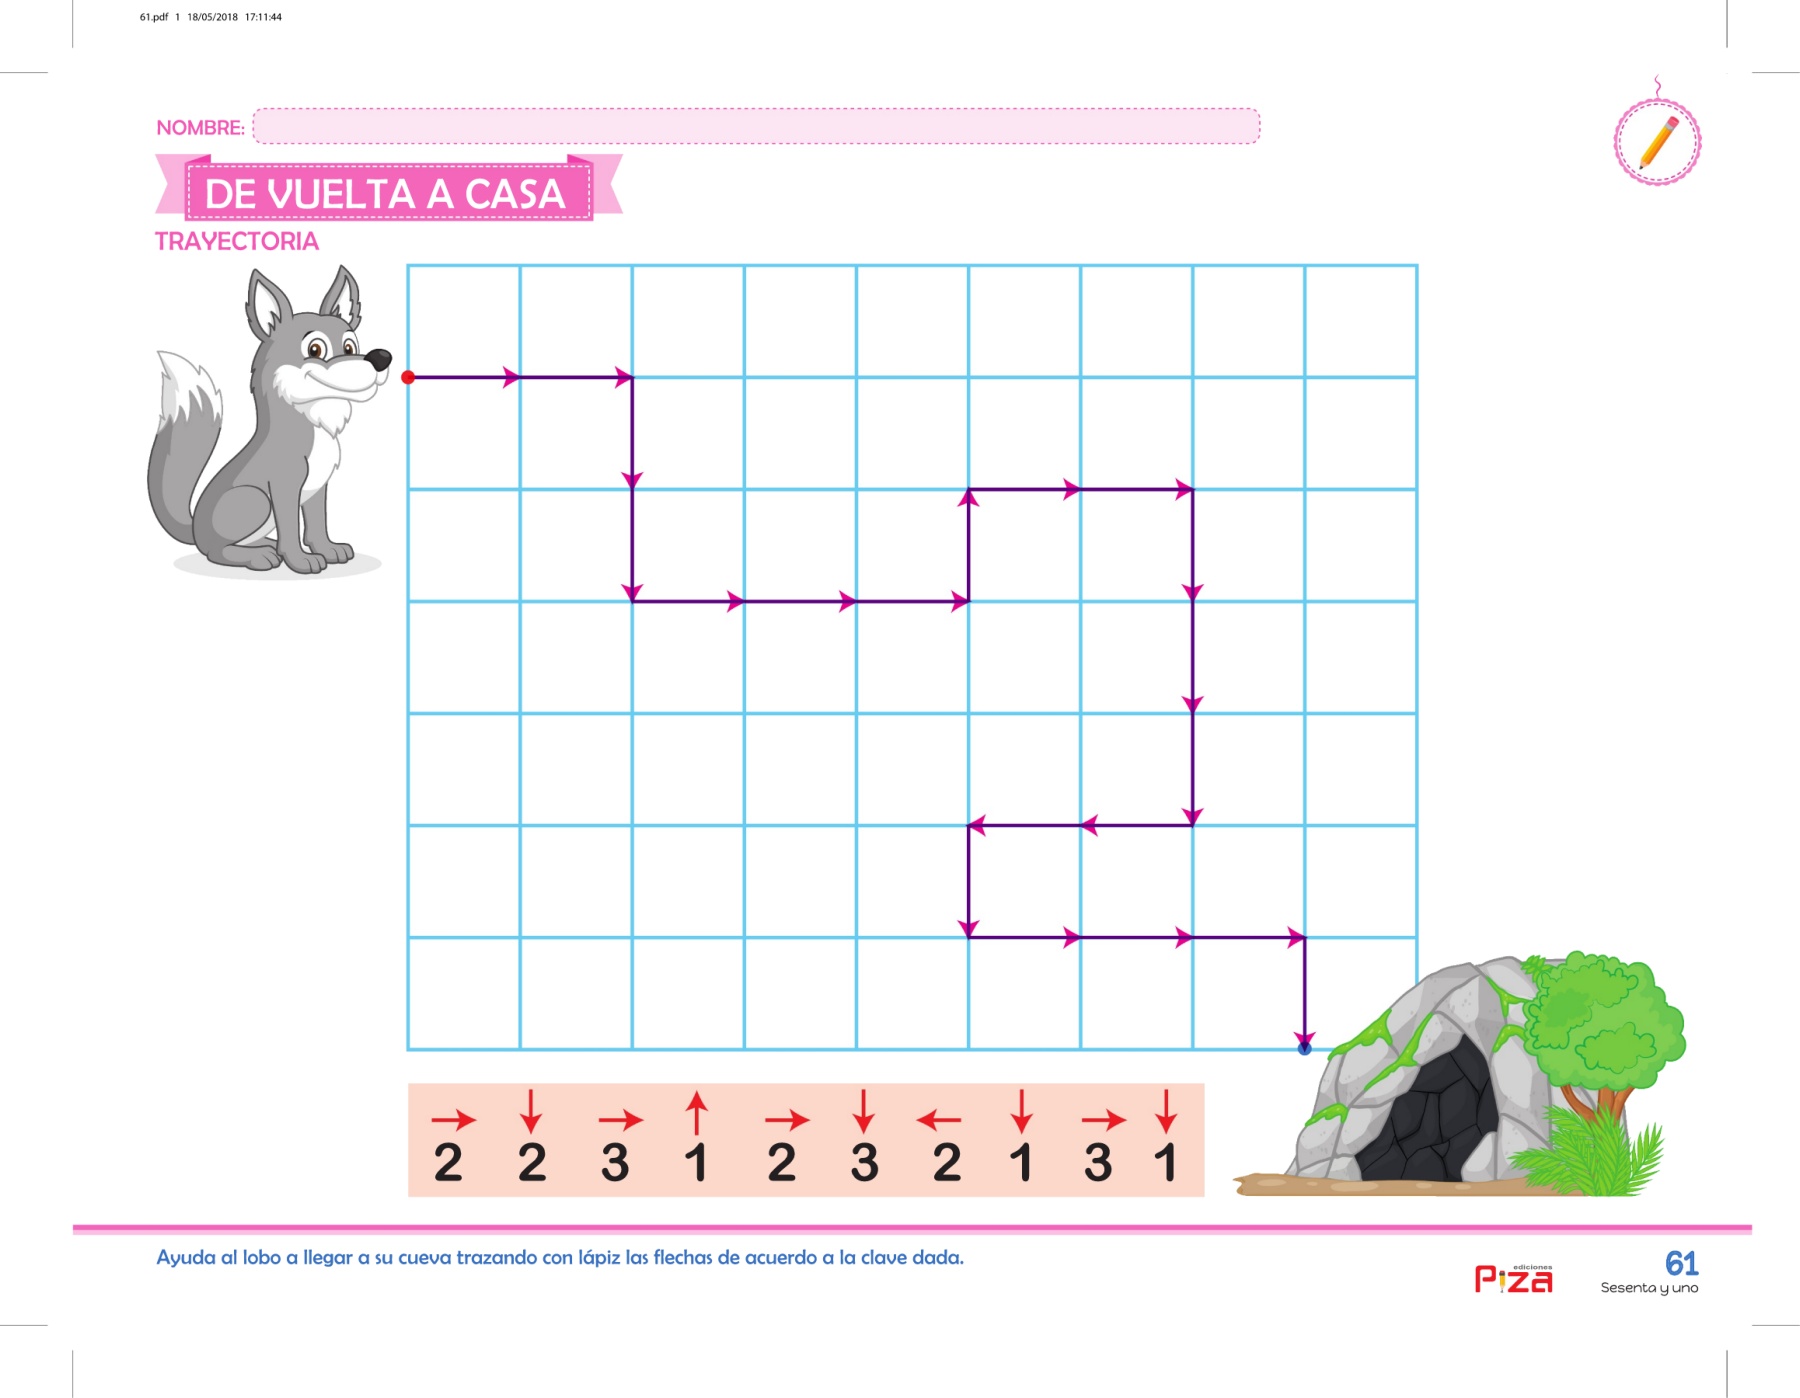 61.pdf 1 18/05/2018 17:11:44
NOMBRE:
DE VUELTA A CASA
TRAYECTORIA
→ ↓ → ↑ → ↓ ← ↓ → ↓
2 2 3 1 2 3 2 1 3 1
Ayuda al lobo a llegar a su cueva trazando con lápiz las flechas de acuerdo a la clave dada.
ediciones
Piza
61
Sesenta y uno